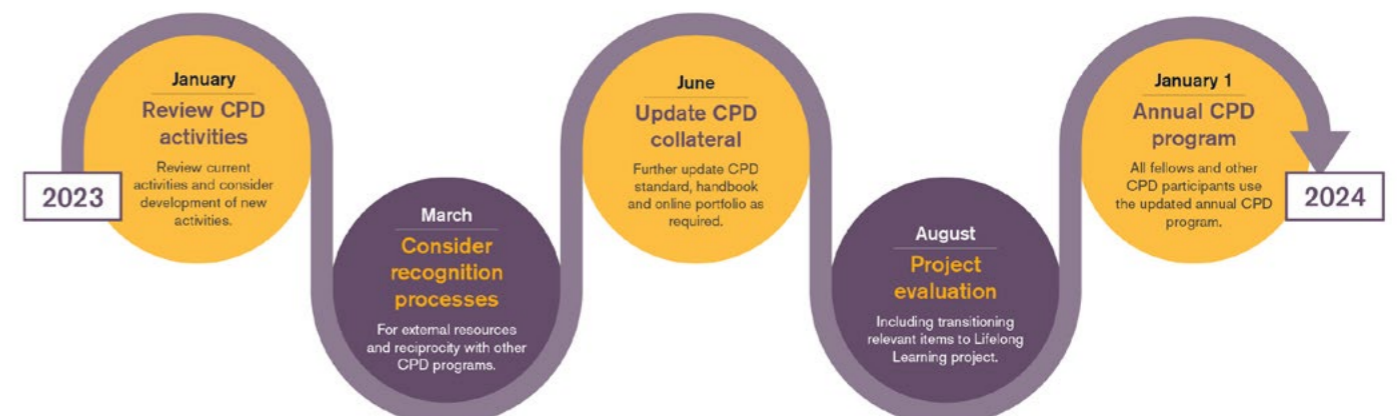 2023
January
Review CPD
activities
Review current
activities and consider
development of new
activities.
March
Consider
recognition
processes
For external resources
and reciprocity with other
CPD programs.
June
Update CPD
collateral
Further update CPD
standard, handbook
and online portfolio as
required.
August
Project
evaluation
Including transitioning
relevant items to Lifelong
Learning project.
January 1
Annual CPD
program
All fellows and other
CPD participants use
the updated annual CPD
program.
2024